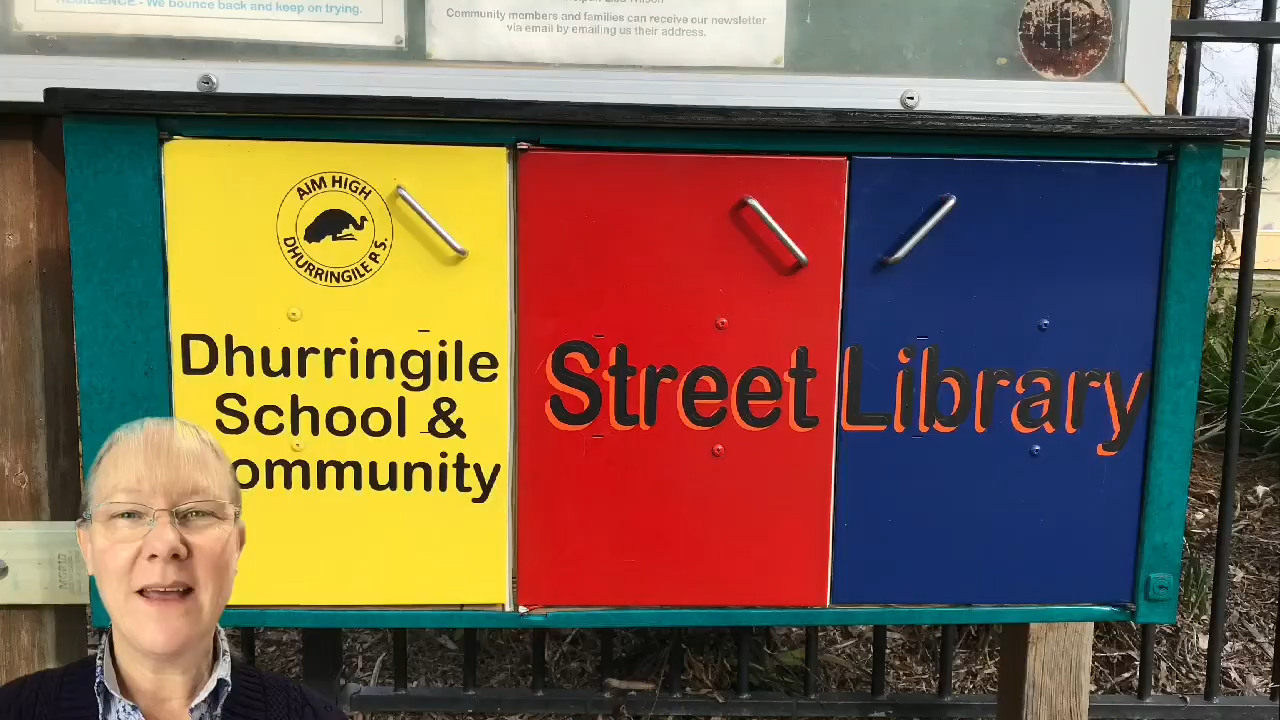 RESILIENCE - We bounce back and keep on trying.
Community members and families can receive our newsletter
via email by emailing us their address.
AIM HIGH
DHURRINGILE P.S.
Dhurringile
School &
ommunity
Street Library